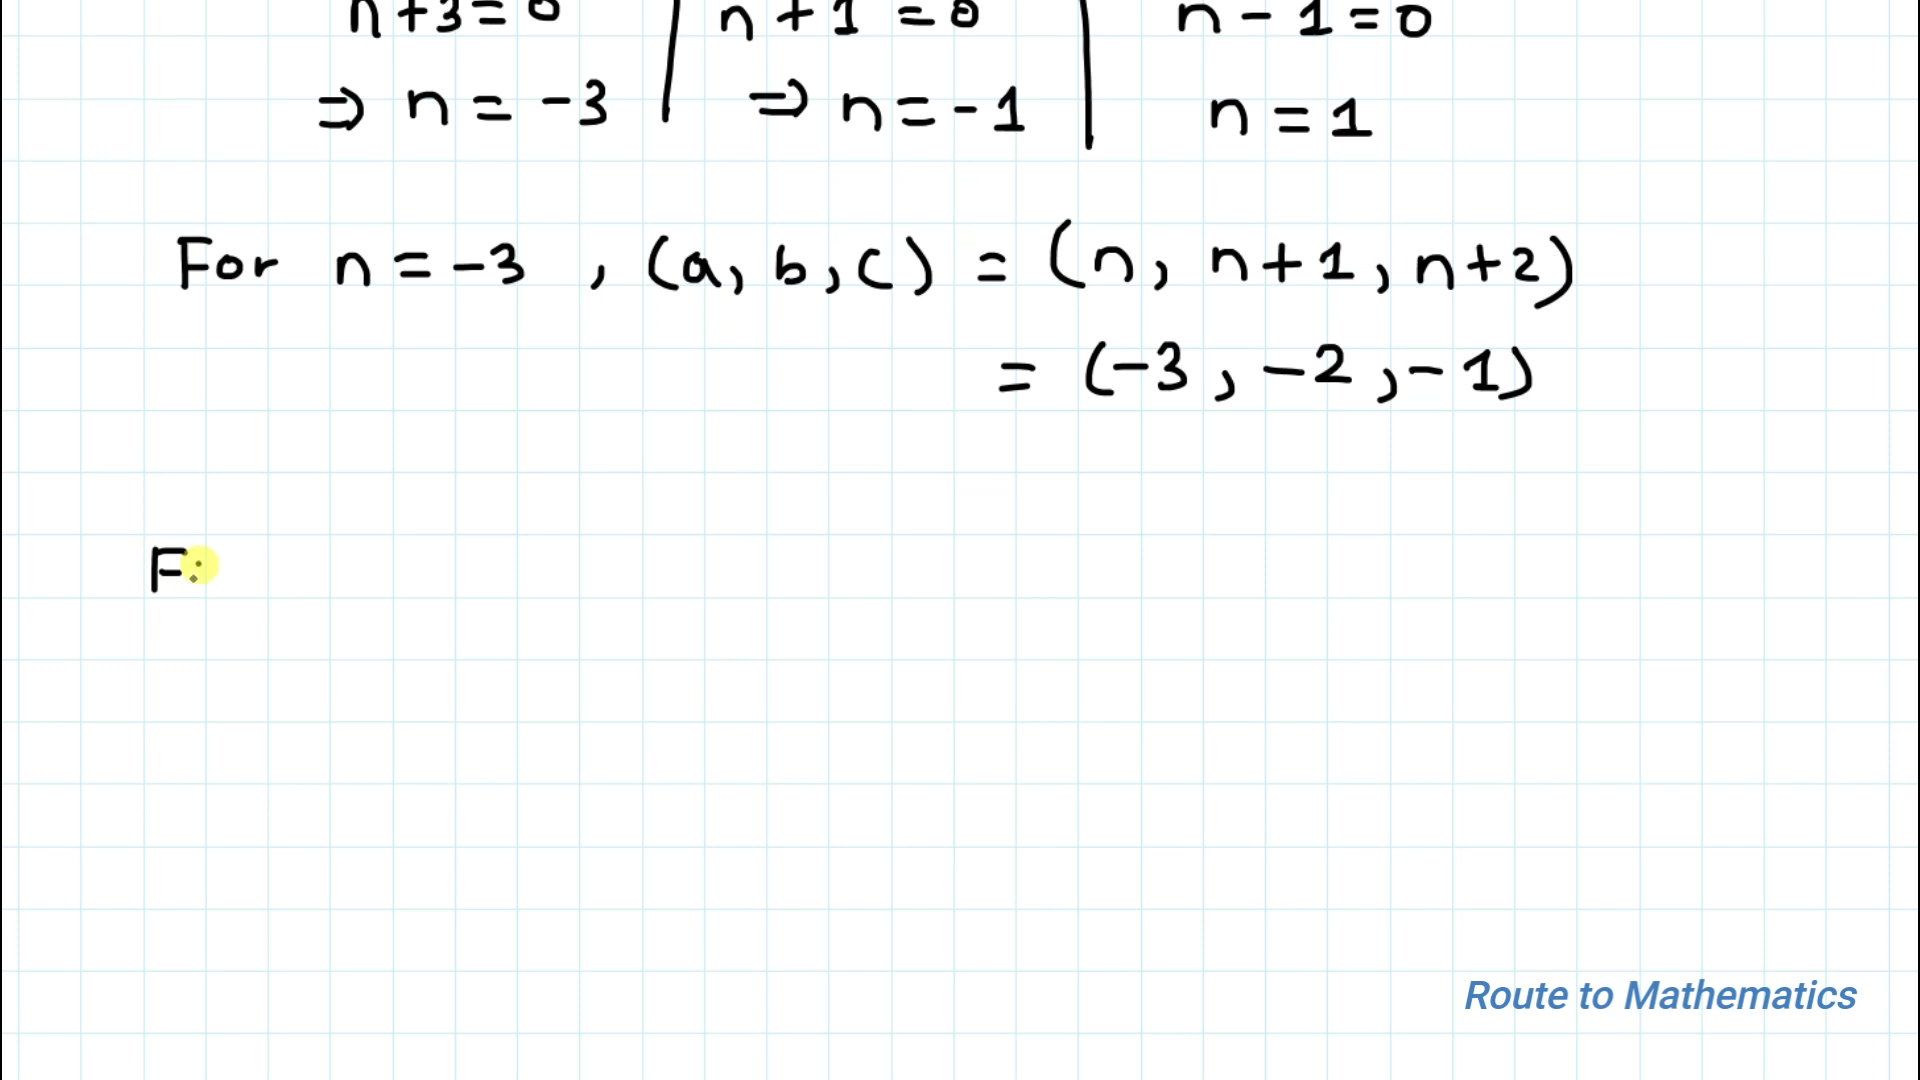 n+3=0 | n+1=0 | n-1=0
⇒ n=-3 | ⇒ n=-1 | n=1
For n=-3, (a, b, c) = (n, n+1, n+2)
= (-3, -2, -1)
F
Route to Mathematics